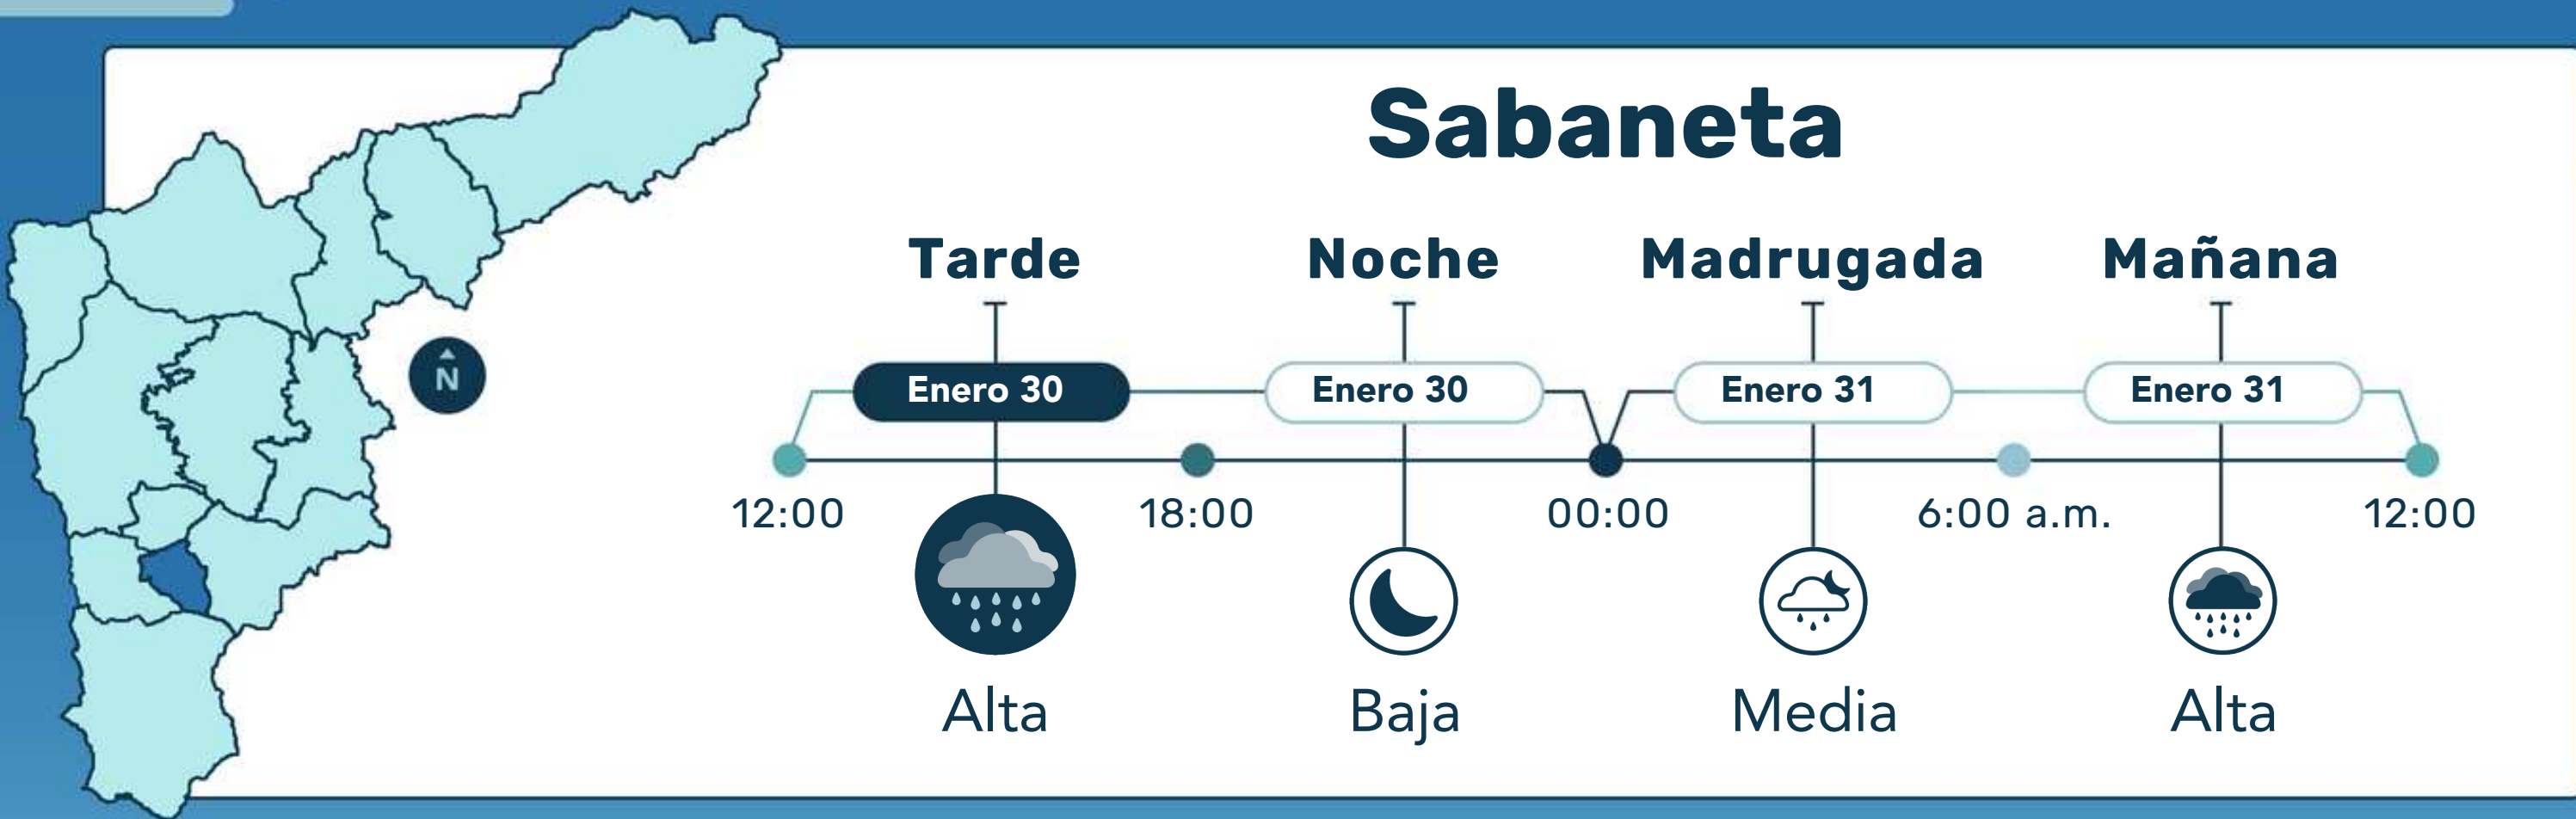 Sabaneta
Tarde
Noche
Madrugada
Mañana
Enero 30
Enero 30
Enero 31
Enero 31
N
12:00
18:00
00:00
6:00 a.m.
12:00
Alta
Baja
Media
Alta